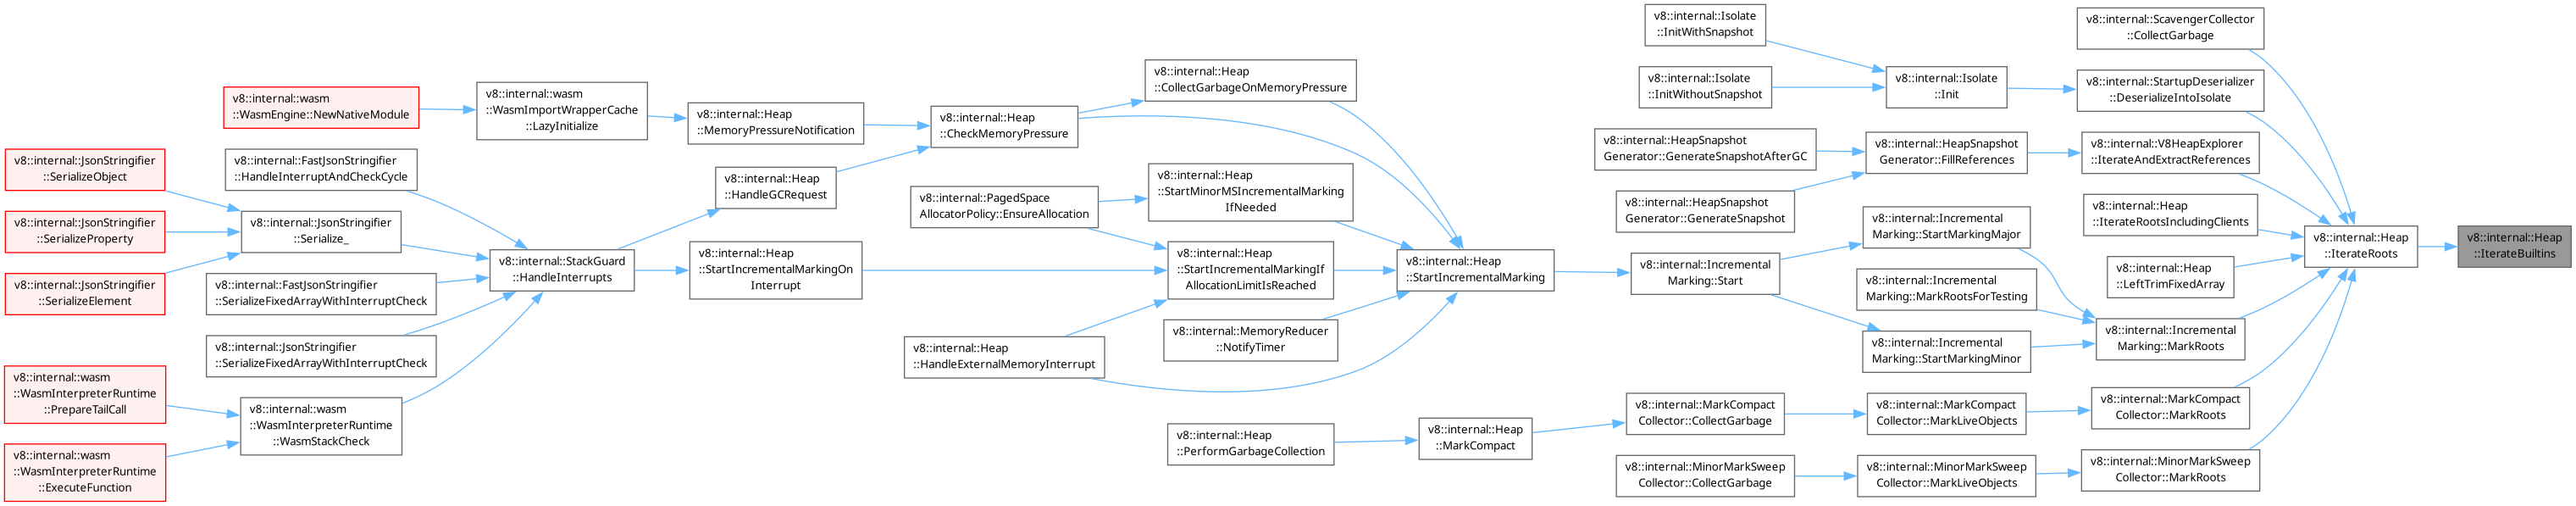 v8::internal::wasm
::WasmEngine::NewNativeModule
v8::internal::JsonStringifier
::SerializeObject
v8::internal::JsonStringifier
::SerializeProperty
v8::internal::JsonStringifier
::SerializeElement
v8::internal::wasm
::WasmInterpreterRuntime
::PrepareTailCall
v8::internal::wasm
::WasmInterpreterRuntime
::ExecuteFunction
v8::internal::FastJsonStringifier
::HandleInterruptAndCheckCycle
v8::internal::JsonStringifier
::Serialize_
v8::internal::FastJsonStringifier
::SerializeFixedArrayWithInterruptCheck
v8::internal::JsonStringifier
::SerializeFixedArrayWithInterruptCheck
v8::internal::wasm
::WasmInterpreterRuntime
::WasmStackCheck
v8::internal::wasm
::WasmImportWrapperCache
::LazyInitialize
v8::internal::StackGuard
::HandleInterrupts
v8::internal::Heap
::MemoryPressureNotification
v8::internal::Heap
::HandleGCRequest
v8::internal::Heap
::StartIncrementalMarkingOn
Interrupt
v8::internal::Heap
::CheckMemoryPressure
v8::internal::PagedSpace
AllocatorPolicy::EnsureAllocation
v8::internal::Heap
::HandleExternalMemoryInterrupt
v8::internal::Heap
::CollectGarbageOnMemoryPressure
v8::internal::Heap
::StartMinorMSIncrementalMarking
IfNeeded
v8::internal::Heap
::StartIncrementalMarkingIf
AllocationLimitIsReached
v8::internal::MemoryReducer
::NotifyTimer
v8::internal::Heap
::PerformGarbageCollection
v8::internal::Heap
::StartIncrementalMarking
v8::internal::Heap
::MarkCompact
v8::internal::Isolate
::InitWithSnapshot
v8::internal::Isolate
::InitWithoutSnapshot
v8::internal::HeapSnapshot
Generator::GenerateSnapshotAfterGC
v8::internal::HeapSnapshot
Generator::GenerateSnapshot
v8::internal::Incremental
Marking::Start
v8::internal::MarkCompact
Collector::CollectGarbage
v8::internal::MinorMarkSweep
Collector::CollectGarbage
v8::internal::Isolate
::Init
v8::internal::HeapSnapshot
Generator::FillReferences
v8::internal::Incremental
Marking::StartMarkingMajor
v8::internal::Incremental
Marking::MarkRootsForTesting
v8::internal::Incremental
Marking::StartMarkingMinor
v8::internal::MarkCompact
Collector::MarkLiveObjects
v8::internal::MinorMarkSweep
Collector::MarkLiveObjects
v8::internal::ScavengerCollector
::CollectGarbage
v8::internal::StartupDeserializer
::DeserializeIntoIsolate
v8::internal::V8HeapExplorer
::IterateAndExtractReferences
v8::internal::Heap
::IterateRootsIncludingClients
v8::internal::Heap
::LeftTrimFixedArray
v8::internal::Incremental
Marking::MarkRoots
v8::internal::MarkCompact
Collector::MarkRoots
v8::internal::MinorMarkSweep
Collector::MarkRoots
v8::internal::Heap
::IterateRoots
v8::internal::Heap
::IterateBuiltins